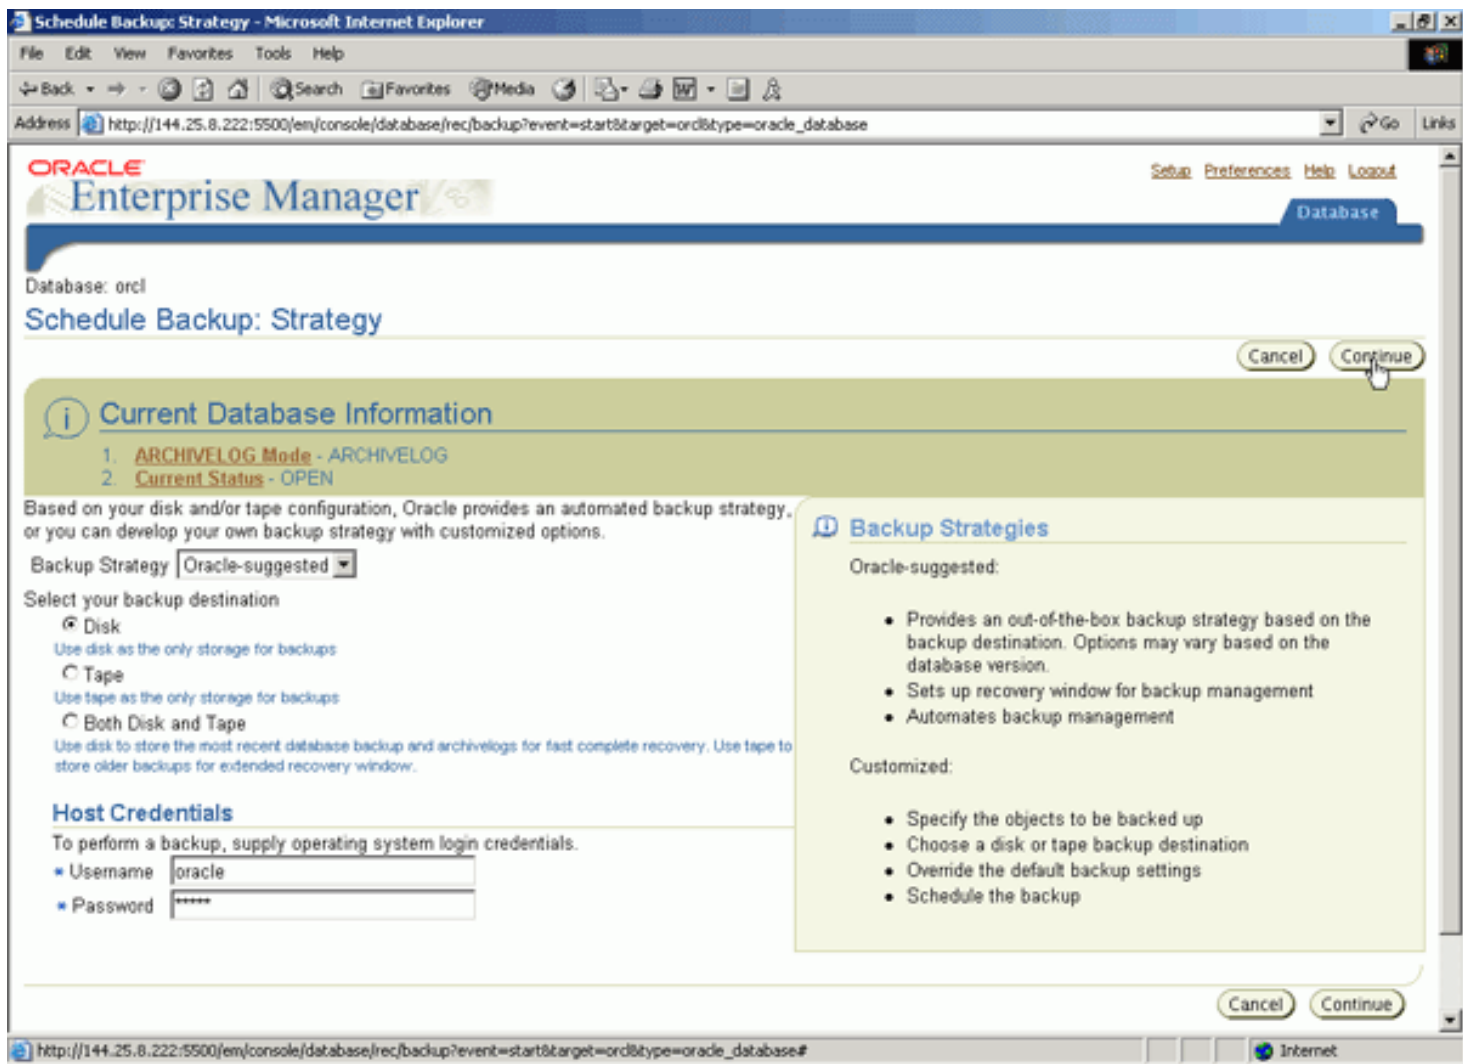 Schedule Backup: Strategy - Microsoft Internet Explorer
File Edit View Favorites Tools Help
Back Search Favorites Media
Address http://144.25.8.222:5500/em/console/database/rec/backup?event=start&target=orcl&type=oracle_database Go Links
ORACLE
Enterprise Manager
Setup Preferences Help Logout
Database
Database: orcl
Schedule Backup: Strategy
Cancel Continue
Current Database Information
1. ARCHIVELOG Mode - ARCHIVELOG
2. Current Status - OPEN
Based on your disk and/or tape configuration, Oracle provides an automated backup strategy,
or you can develop your own backup strategy with customized options.
Backup Strategy Oracle-suggested
Select your backup destination
Disk
Use disk as the only storage for backups
Tape
Use tape as the only storage for backups
Both Disk and Tape
Use disk to store the most recent database backup and archivelogs for fast complete recovery. Use tape to
store older backups for extended recovery window.
Host Credentials
To perform a backup, supply operating system login credentials.
* Username oracle
* Password *****
Backup Strategies
Oracle-suggested:
• Provides an out-of-the-box backup strategy based on the
backup destination. Options may vary based on the
database version.
• Sets up recovery window for backup management
• Automates backup management
Customized:
• Specify the objects to be backed up
• Choose a disk or tape backup destination
• Override the default backup settings
• Schedule the backup
Cancel Continue
http://144.25.8.222:5500/em/console/database/rec/backup?event=start&target=orcl&type=oracle_database# Internet